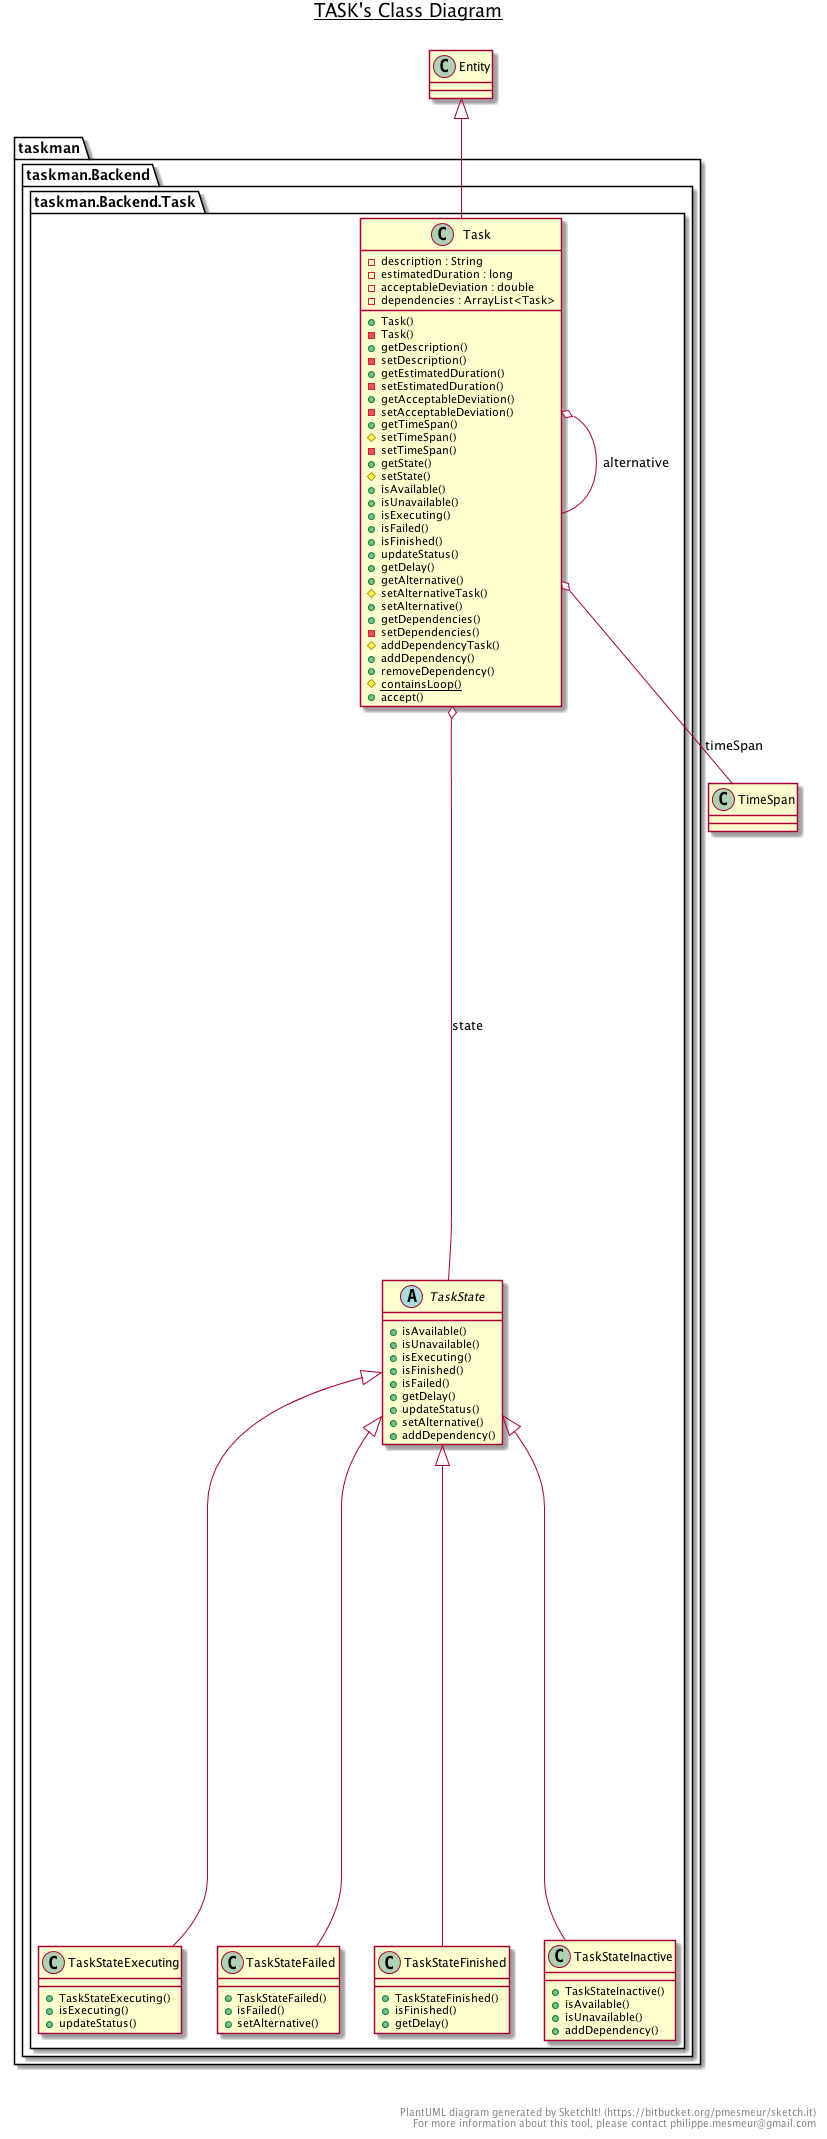 TASK's Class Diagram
C Entity
taskman
taskman.Backend
taskman.Backend.Task
C Task
description : String
estimatedDuration : long
acceptableDeviation : double
dependencies : ArrayList<Task>
Task()
Task()
getDescription()
setDescription()
getEstimatedDuration()
setEstimatedDuration()
getAcceptableDeviation()
setAcceptableDeviation()
getTimeSpan()
setTimeSpan()
setTimeSpan()
getState()
setState()
isAvailable()
isUnavailable()
isExecuting()
isFailed()
isFinished()
updateStatus()
getDelay()
getAlternative()
setAlternativeTask()
setAlternative()
getDependencies()
setDependencies()
addDependencyTask()
addDependency()
removeDependency()
containsLoop()
accept()
alternative
timeSpan
C TimeSpan
state
A TaskState
isAvailable()
isUnavailable()
isExecuting()
isFinished()
isFailed()
getDelay()
updateStatus()
setAlternative()
addDependency()
C TaskStateExecuting
TaskStateExecuting()
isExecuting()
updateStatus()
C TaskStateFailed
TaskStateFailed()
isFailed()
setAlternative()
C TaskStateFinished
TaskStateFinished()
isFinished()
getDelay()
C TaskStateInactive
TaskStateInactive()
isAvailable()
isUnavailable()
addDependency()
PlantUML diagram generated by SketchIt! (https://bitbucket.org/pmesmeur/sketch.it)
For more information about this tool, please contact philippe.mesmeur@gmail.com